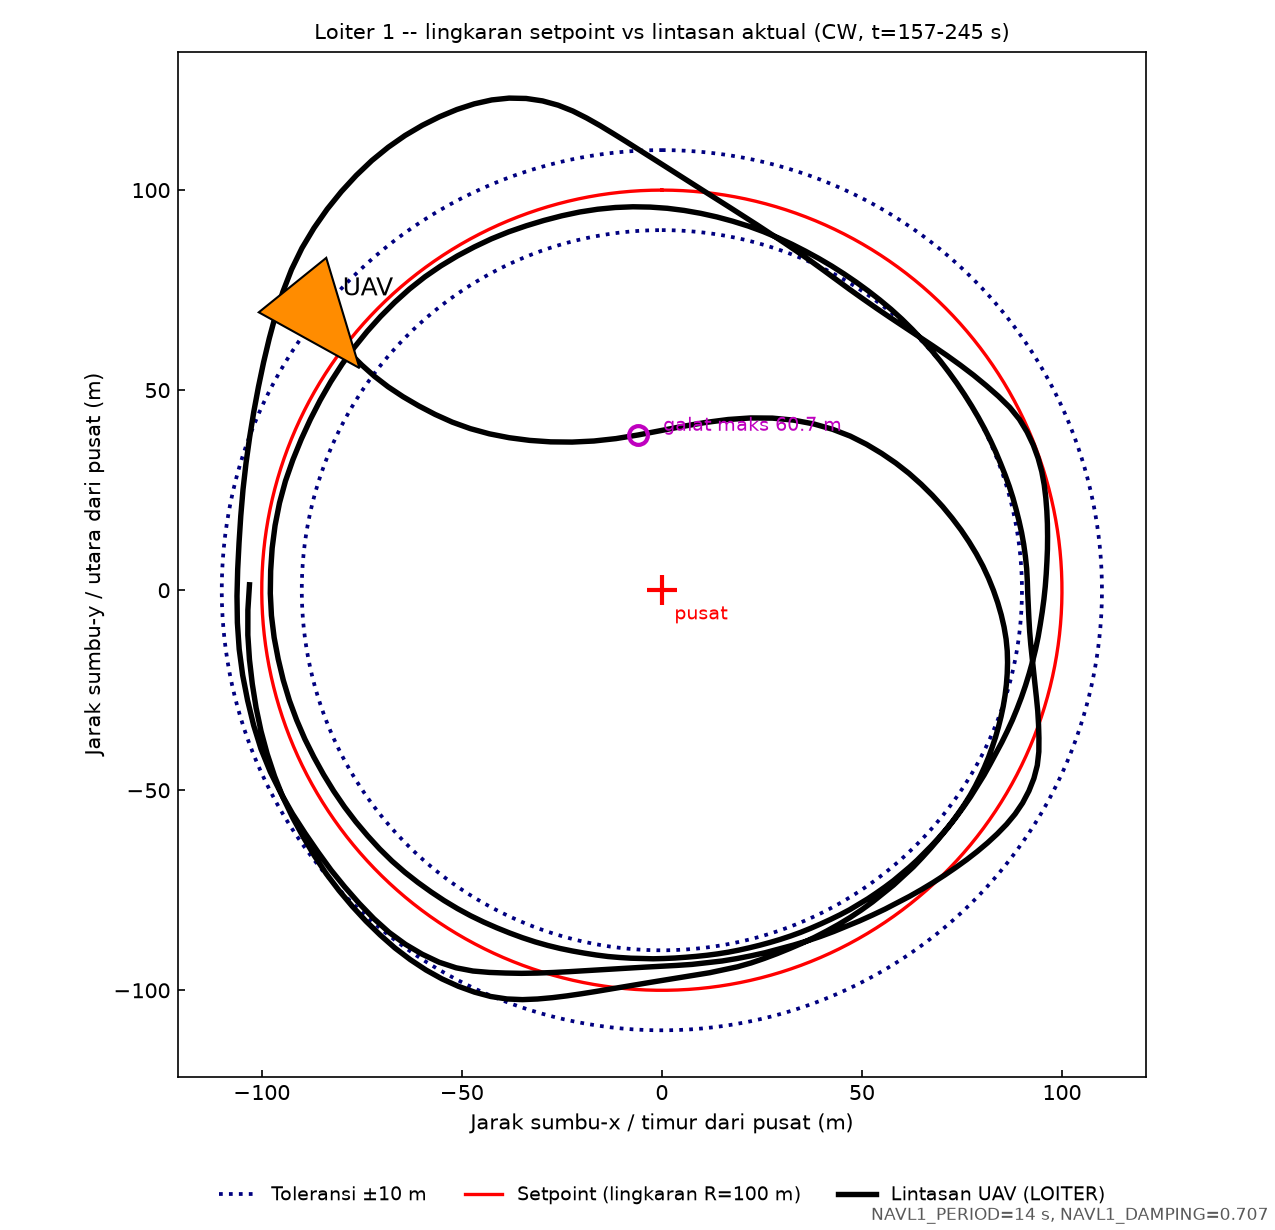 Loiter 1 -- lingkaran setpoint vs lintasan aktual (CW, t=157-245 s)
Jarak sumbu-y / utara dari pusat (m)
100
50
0
−50
−100
UAV
galat maks 60.7 m
pusat
−100
−50
0
50
100
Jarak sumbu-x / timur dari pusat (m)
Toleransi ±10 m
Setpoint (lingkaran R=100 m)
Lintasan UAV (LOITER)
NAVL1_PERIOD=14 s, NAVL1_DAMPING=0.707